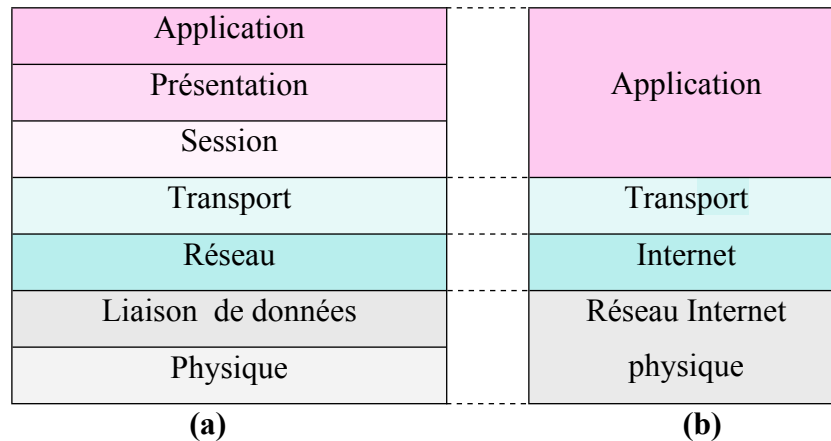 Application
Présentation
Session
Transport
Réseau
Liaison de données
Physique
(a)
Application
Transport
Internet
Réseau Internet
physique
(b)